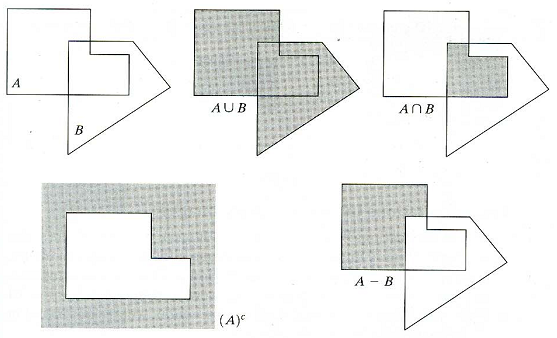 A
B
A ∪ B
A ∩ B
(A)ᶜ
A − B